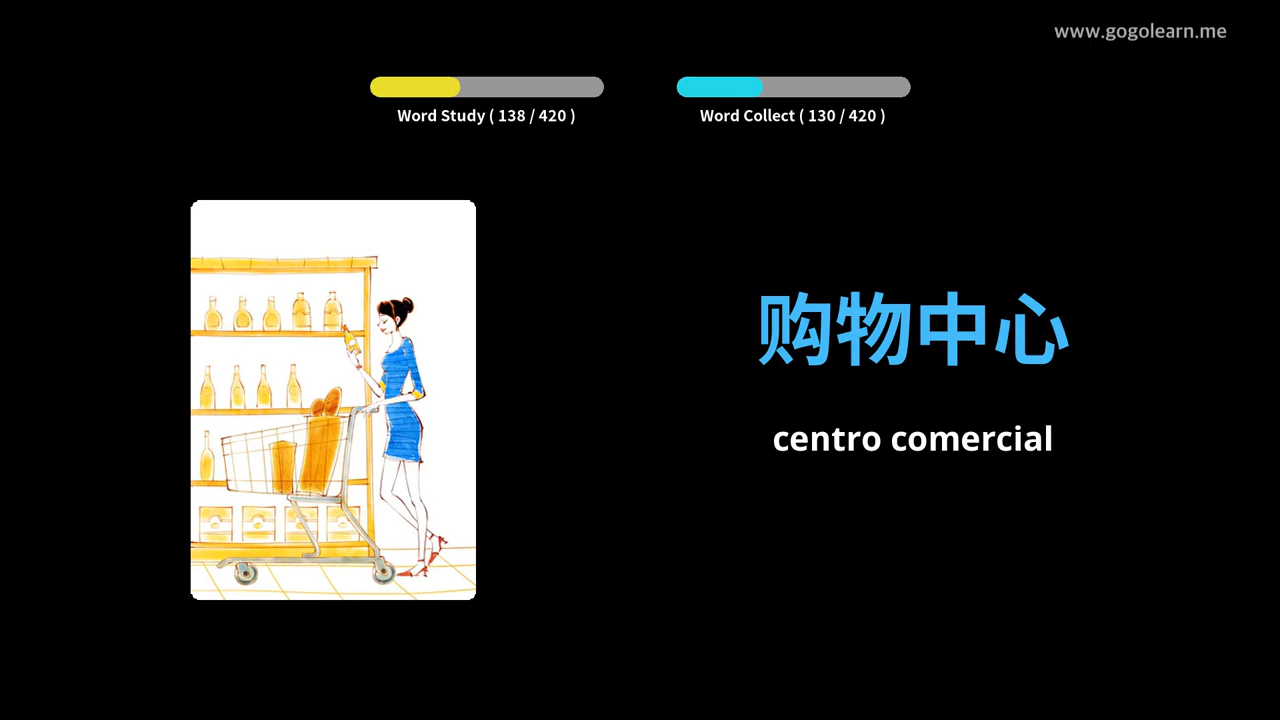 www.gogolearn.me
Word Study ( 138 / 420 )
Word Collect ( 130 / 420 )
购物中心
centro comercial